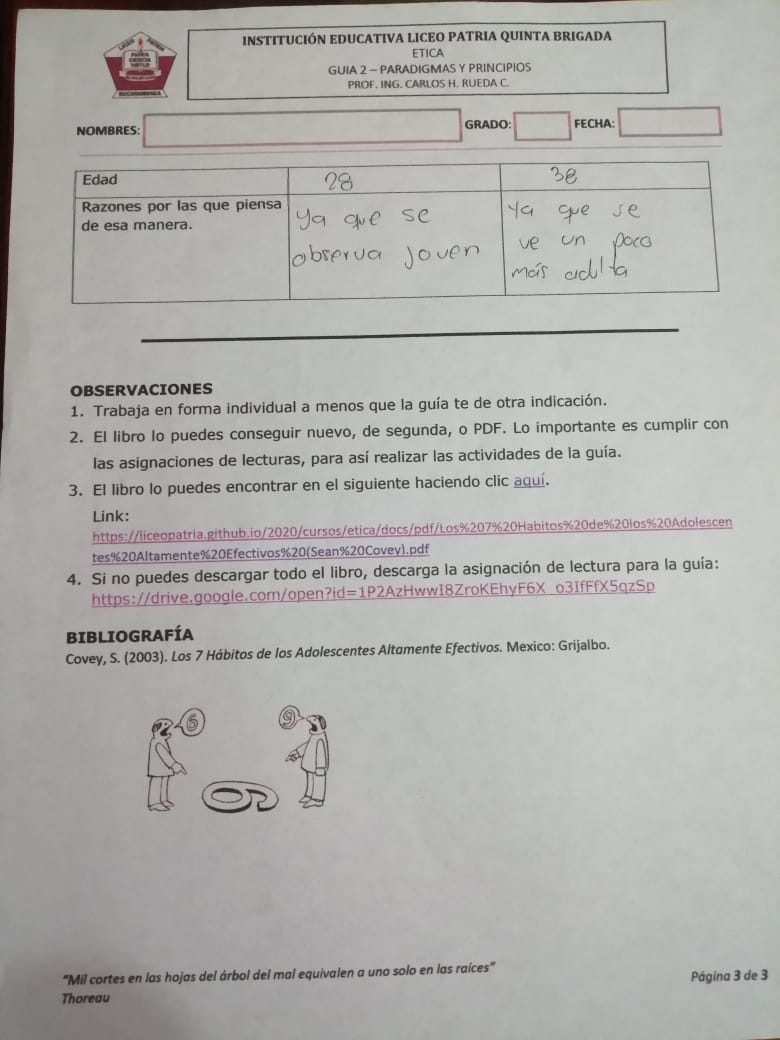 LICEO PATRIA
PATRIA
CIENCIA
VIRTUD
BUCARAMANGA
INSTITUCIÓN EDUCATIVA LICEO PATRIA QUINTA BRIGADA
ETICA
GUIA 2 – PARADIGMAS Y PRINCIPIOS
PROF. ING. CARLOS H. RUEDA C.
NOMBRES: GRADO: FECHA:
Edad 28 38
Razones por las que piensa
de esa manera.
ya que se
observa joven
ya que se
ve un poco
más adulta
OBSERVACIONES
1. Trabaja en forma individual a menos que la guía te de otra indicación.
2. El libro lo puedes conseguir nuevo, de segunda, o PDF. Lo importante es cumplir con
las asignaciones de lecturas, para así realizar las actividades de la guía.
3. El libro lo puedes encontrar en el siguiente haciendo clic aquí.
Link:
https://liceopatria.github.io/2020/cursos/etica/docs/pdf/Los%207%20Habitos%20de%20los%20Adolescen
tes%20Altamente%20Efectivos%20(Sean%20Covey).pdf
4. Si no puedes descargar todo el libro, descarga la asignación de lectura para la guía:
https://drive.google.com/open?id=1P2AzHwwI8ZroKEhyF6X_o3IfFfX5qzSp
BIBLIOGRAFÍA
Covey, S. (2003). Los 7 Hábitos de los Adolescentes Altamente Efectivos. Mexico: Grijalbo.
6 9
6
"Mil cortes en las hojas del árbol del mal equivalen a uno solo en las raíces"
Thoreau
Página 3 de 3